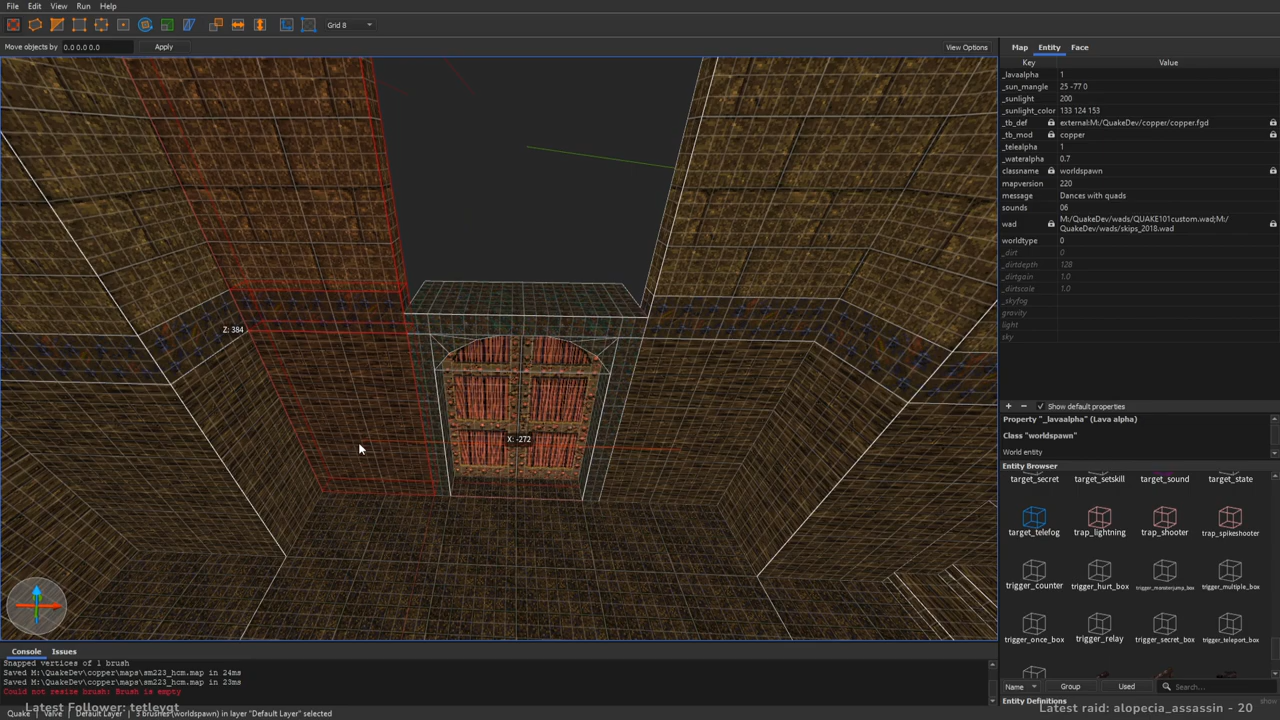 File Edit View Run Help
Grid 8
Move objects by 0.0 0.0 0.0 Apply View Options
Map Entity Face
Key Value
_lavaalpha 1
_sun_mangle 25 -77 0
_sunlight 200
_sunlight_color 133 124 153
_tb_def external:M:/QuakeDev/copper/copper.fgd
_tb_mod copper
_telealpha 1
_wateralpha 0.7
classname worldspawn
mapversion 220
message Dances with quads
sounds 06
wad M:/QuakeDev/wads/QUAKE101custom.wad;M:/
QuakeDev/wads/skips_2018.wad
worldtype 0
_dirt 0
_dirtdepth 128
_dirtgain 1.0
_dirtscale 1.0
_skyfog
gravity
light
sky
Z: 384
X: -272
Show default properties
Property "_lavaalpha" (Lava alpha)
Class "worldspawn"
World entity
Entity Browser
target_secret target_setskill target_sound target_state
target_telefog trap_lightning trap_shooter trap_spikeshooter
trigger_counter trigger_hurt_box trigger_monsterjump_box trigger_multiple_box
trigger_once_box trigger_relay trigger_secret_box trigger_teleport_box
Name Group Used Search...
Entity Definitions
Console Issues
Snapped vertices of 1 brush
Saved M:\QuakeDev\copper\maps\sm223_hcm.map in 24ms
Saved M:\QuakeDev\copper\maps\sm223_hcm.map in 23ms
Could not resize brush: Brush is empty
Latest Follower: tetleygt
Latest raid: alopecia_assassin - 20
Quake Valve Default Layer 3 brushes (worldspawn) in layer "Default Layer" selected